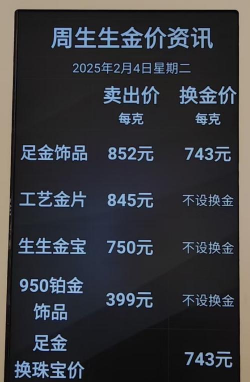 周生生金价资讯
2025年2月4日星期二
卖出价 换金价
每克 每克
足金饰品 852元 743元
工艺金片 845元 不设换金
生生金宝 750元 不设换金
950铂金
饰品 399元 不设换金
足金
换珠宝价 743元